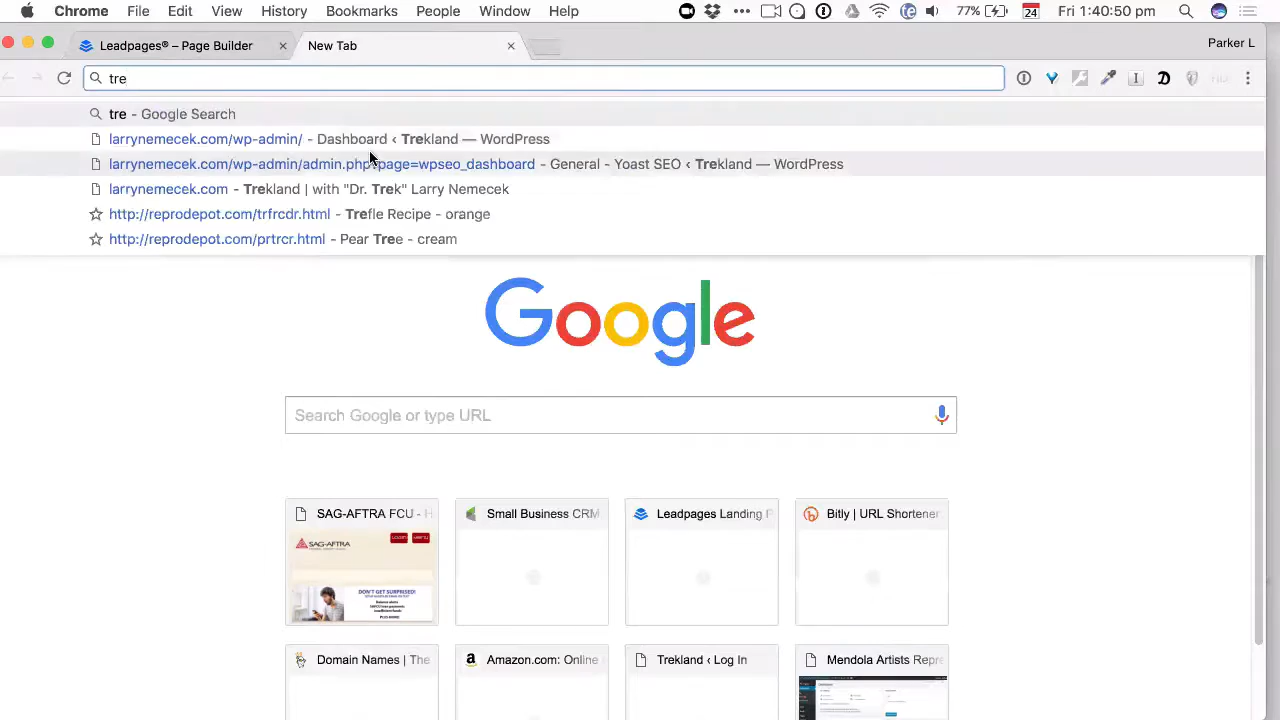 Chrome File Edit View History Bookmarks People Window Help 77% 24 Fri 1:40:50 pm
Leadpages® – Page Builder New Tab Parker L
tre
tre - Google Search
larrynemecek.com/wp-admin/ - Dashboard ‹ Trekland — WordPress
larrynemecek.com/wp-admin/admin.php?page=wpseo_dashboard - General - Yoast SEO ‹ Trekland — WordPress
larrynemecek.com - Trekland | with "Dr. Trek" Larry Nemecek
http://reprodepot.com/trfrcdr.html - Trefle Recipe - orange
http://reprodepot.com/prtrcr.html - Pear Tree - cream
Google
Search Google or type URL
SAG-AFTRA FCU - H Small Business CRM Leadpages Landing P Bitly | URL Shortener
SAG-AFTRA
DON'T GET SURPRISED!
Domain Names | The Amazon.com: Online Trekland ‹ Log In Mendola Artists Repre